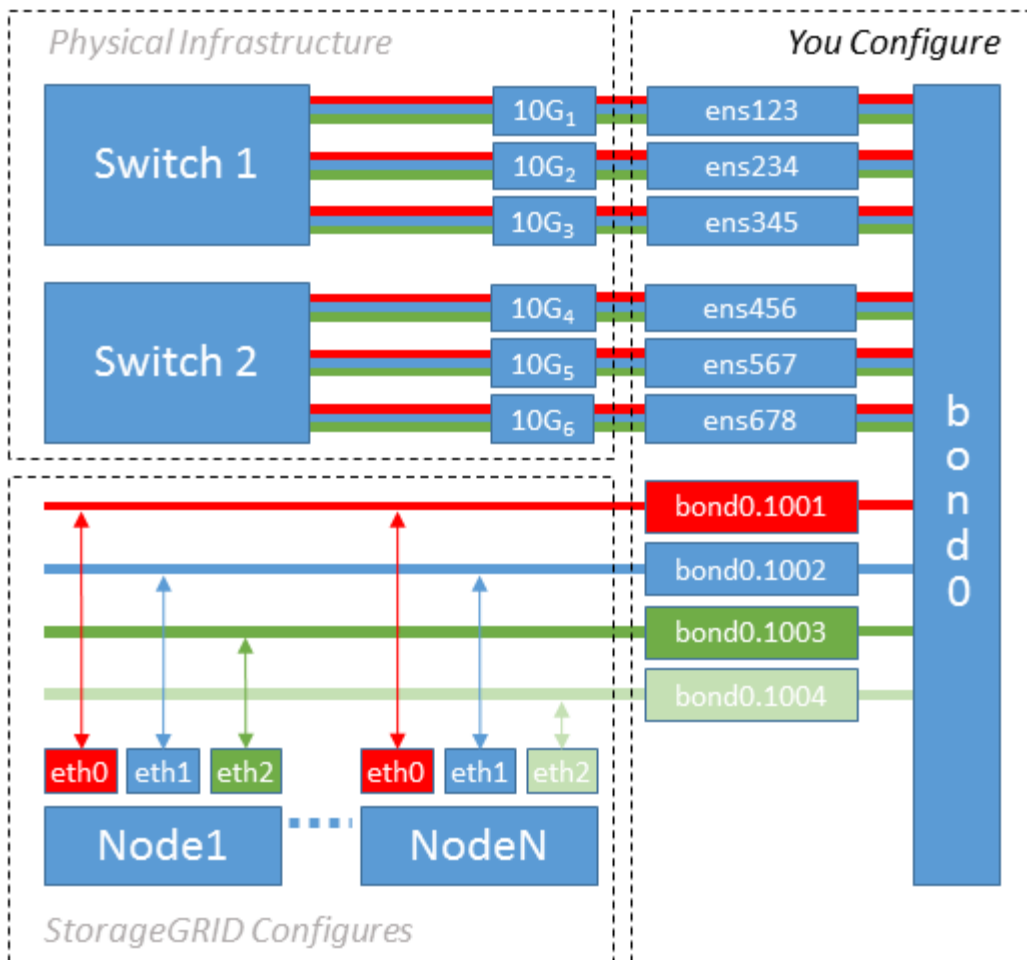 Physical Infrastructure
You Configure
Switch 1
10G₁
ens123
10G₂
ens234
10G₃
ens345
Switch 2
10G₄
ens456
10G₅
ens567
10G₆
ens678
bond0
bond0.1001
bond0.1002
bond0.1003
bond0.1004
eth0
eth1
eth2
eth0
eth1
eth2
Node1
NodeN
StorageGRID Configures